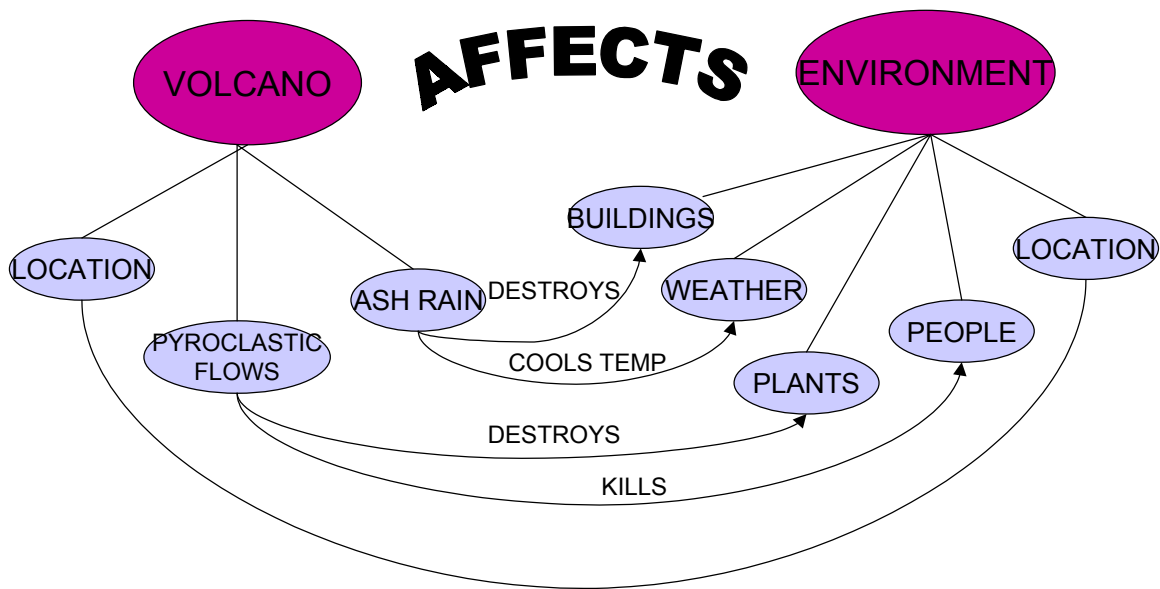 AFFECTS
VOLCANO
ENVIRONMENT
BUILDINGS
LOCATION
LOCATION
ASH RAIN
DESTROYS
WEATHER
PYROCLASTIC
FLOWS
PEOPLE
COOLS TEMP
PLANTS
DESTROYS
KILLS